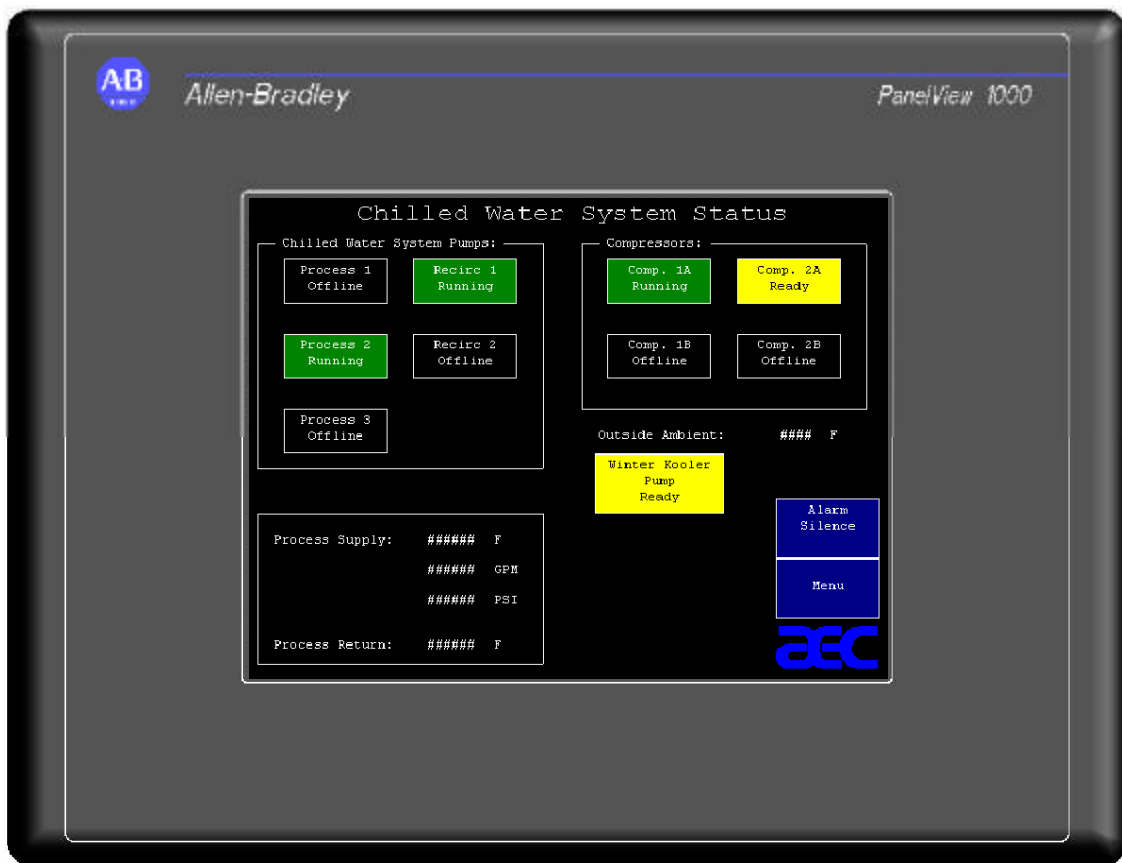 A·B
Allen-Bradley
PanelView 1000
Chilled Water System Status
Chilled Water System Pumps:
Process 1
Offline
Recirc 1
Running
Process 2
Running
Recirc 2
Offline
Process 3
Offline
Compressors:
Comp. 1A
Running
Comp. 2A
Ready
Comp. 1B
Offline
Comp. 2B
Offline
Outside Ambient: #### F
Winter Kooler
Pump
Ready
Process Supply: ###### F
###### GPM
###### PSI
Process Return: ###### F
Alarm
Silence
Menu
aec